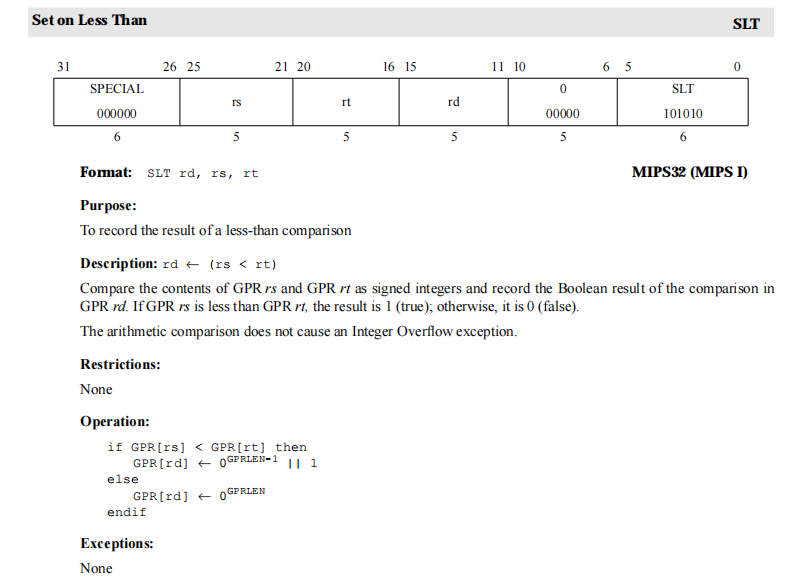 Set on Less Than
SLT
31 26 25 21 20 16 15 11 10 6 5 0
SPECIAL
000000
rs
rt
rd
0
00000
SLT
101010
6 5 5 5 5 6
Format: SLT rd, rs, rt
MIPS32 (MIPS I)
Purpose:
To record the result of a less-than comparison
Description: rd ← (rs < rt)
Compare the contents of GPR rs and GPR rt as signed integers and record the Boolean result of the comparison in
GPR rd. If GPR rs is less than GPR rt, the result is 1 (true); otherwise, it is 0 (false).
The arithmetic comparison does not cause an Integer Overflow exception.
Restrictions:
None
Operation:
if GPR[rs] < GPR[rt] then
GPR[rd] ← 0^GPRLEN-1 || 1
else
GPR[rd] ← 0^GPRLEN
endif
Exceptions:
None